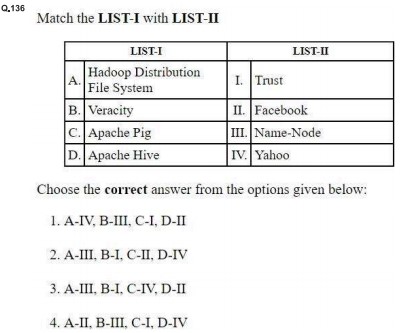 Q.136
Match the LIST-I with LIST-II
LIST-I LIST-II
A. Hadoop Distribution File System I. Trust
B. Veracity II. Facebook
C. Apache Pig III. Name-Node
D. Apache Hive IV. Yahoo
Choose the correct answer from the options given below:
1. A-IV, B-III, C-I, D-II
2. A-III, B-I, C-II, D-IV
3. A-III, B-I, C-IV, D-II
4. A-II, B-III, C-I, D-IV